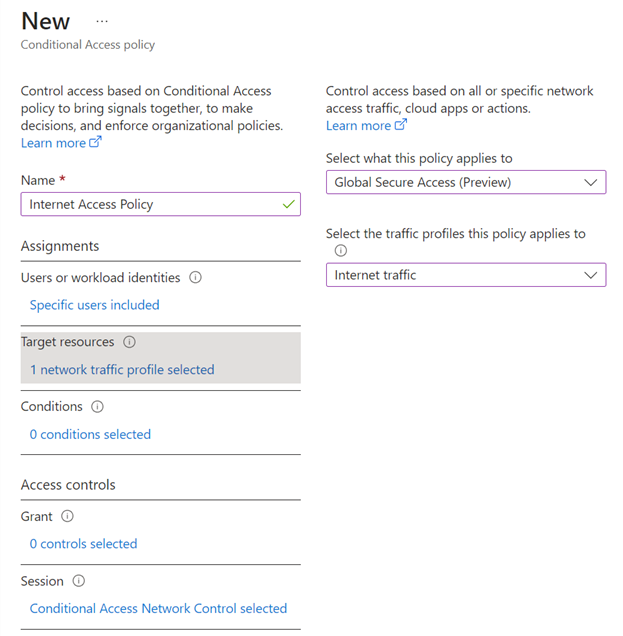 New ...
Conditional Access policy
Control access based on Conditional Access
policy to bring signals together, to make
decisions, and enforce organizational policies.
Learn more
Name *
Internet Access Policy
Assignments
Users or workload identities
Specific users included
Target resources
1 network traffic profile selected
Conditions
0 conditions selected
Access controls
Grant
0 controls selected
Session
Conditional Access Network Control selected
Control access based on all or specific network
access traffic, cloud apps or actions.
Learn more
Select what this policy applies to
Global Secure Access (Preview)
Select the traffic profiles this policy applies to
Internet traffic